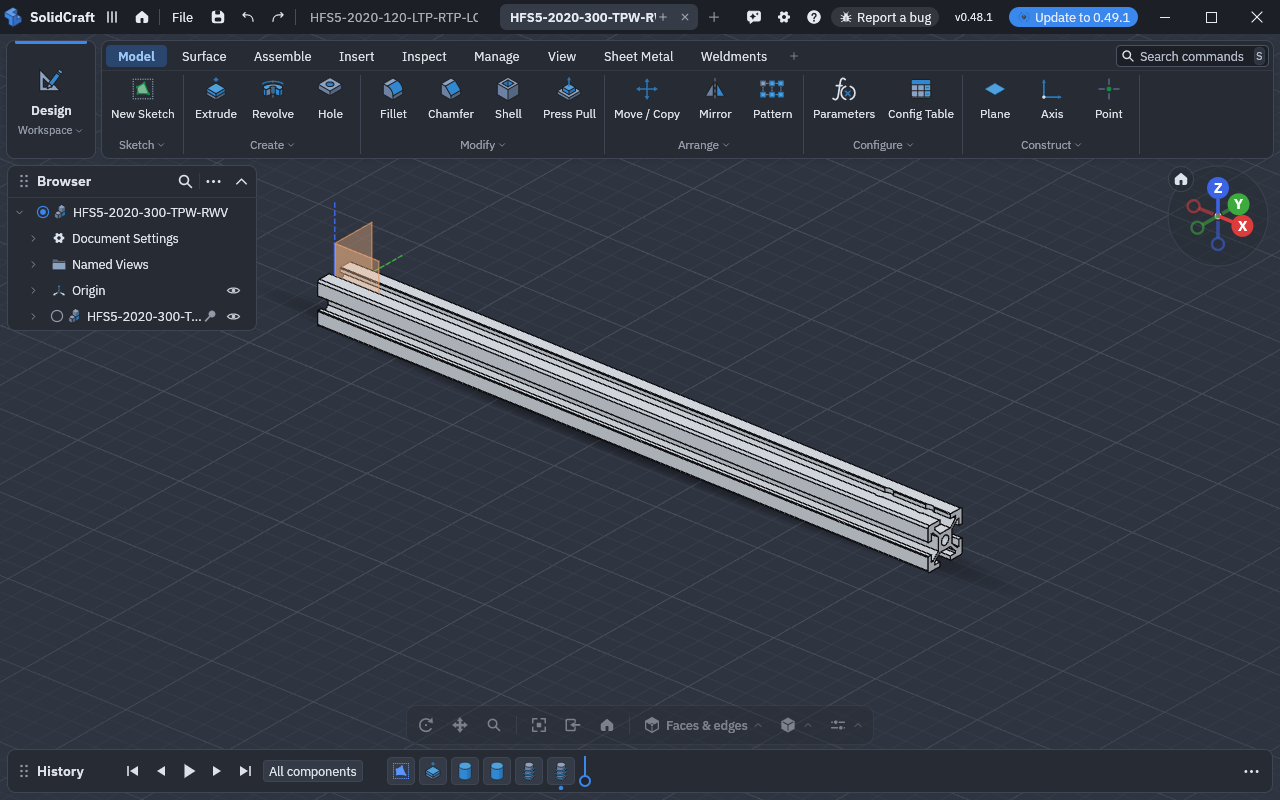 SolidCraft
File
HFS5-2020-120-LTP-RTP-LC
HFS5-2020-300-TPW-R
Report a bug
v0.48.1
Update to 0.49.1
Design
Workspace
Model
Surface
Assemble
Insert
Inspect
Manage
View
Sheet Metal
Weldments
Search commands
S
New Sketch
Extrude
Revolve
Hole
Fillet
Chamfer
Shell
Press Pull
Move / Copy
Mirror
Pattern
Parameters
Config Table
Plane
Axis
Point
Sketch
Create
Modify
Arrange
Configure
Construct
Browser
HFS5-2020-300-TPW-RWV
Document Settings
Named Views
Origin
HFS5-2020-300-T...
Z
Y
X
Faces & edges
History
All components